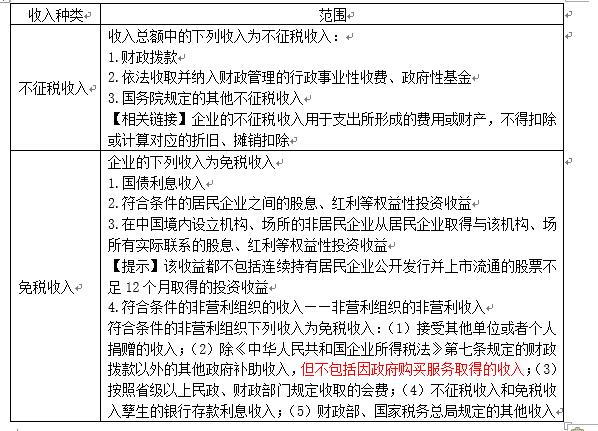 收入种类 范围
不征税收入
收入总额中的下列收入为不征税收入：
1.财政拨款
2.依法收取并纳入财政管理的行政事业性收费、政府性基金
3.国务院规定的其他不征税收入
【相关链接】企业的不征税收入用于支出所形成的费用或财产，不得扣除
或计算对应的折旧、摊销扣除
免税收入
企业的下列收入为免税收入
1.国债利息收入
2.符合条件的居民企业之间的股息、红利等权益性投资收益
3.在中国境内设立机构、场所的非居民企业从居民企业取得与该机构、场
所有实际联系的股息、红利等权益性投资收益
【提示】该收益都不包括连续持有居民企业公开发行并上市流通的股票不
足12个月取得的投资收益
4.符合条件的非营利组织的收入——非营利组织的非营利收入
符合条件的非营利组织下列收入为免税收入：（1）接受其他单位或者个人
捐赠的收入；（2）除《中华人民共和国企业所得税法》第七条规定的财政
拨款以外的其他政府补助收入，但不包括因政府购买服务取得的收入；（3）
按照省级以上民政、财政部门规定收取的会费；（4）不征税收入和免税收
入孳生的银行存款利息收入；（5）财政部、国家税务总局规定的其他收入